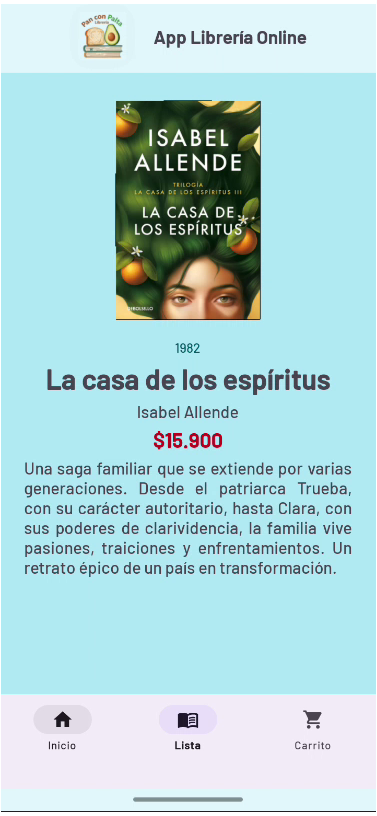 Pan con Palta
Librería
App Librería Online
ISABEL
ALLENDE
TRILOGÍA
LA CASA DE LOS ESPÍRITUS III
LA CASA DE
LOS ESPÍRITUS
DEBOLSILLO
1982
La casa de los espíritus
Isabel Allende
$15.900
Una saga familiar que se extiende por varias
generaciones. Desde el patriarca Trueba,
con su carácter autoritario, hasta Clara, con
sus poderes de clarividencia, la familia vive
pasiones, traiciones y enfrentamientos. Un
retrato épico de un país en transformación.
Inicio
Lista
Carrito